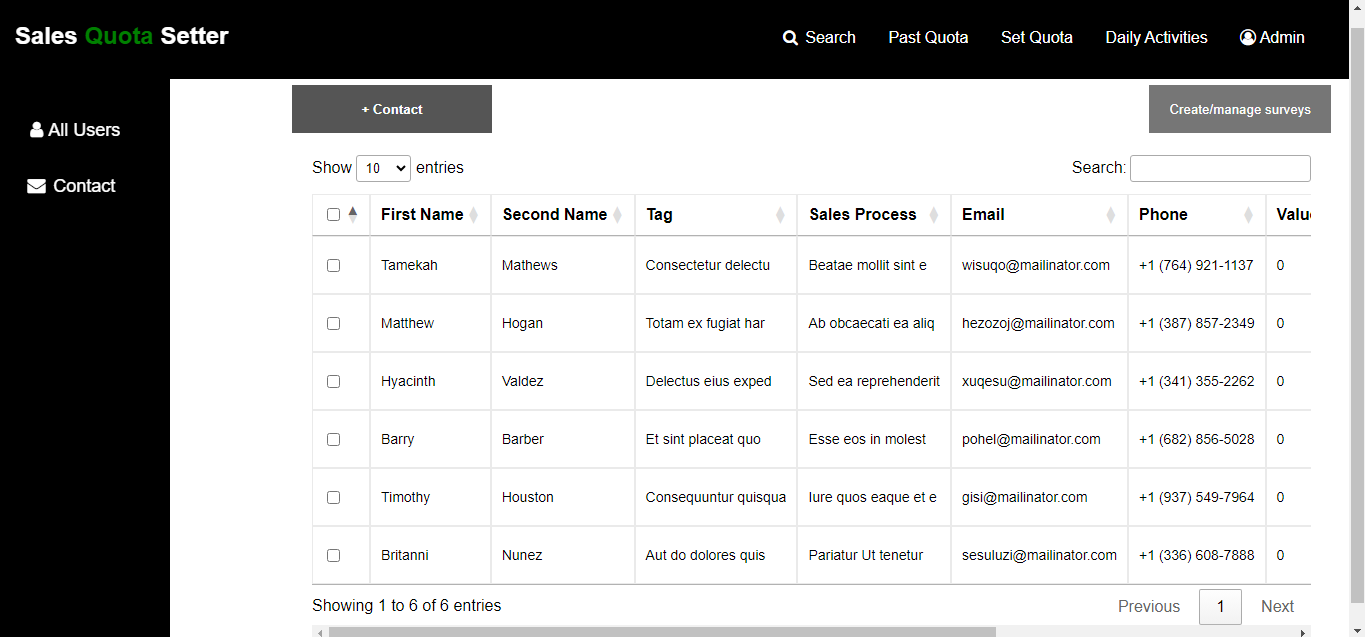 Sales Quota Setter
Search Past Quota Set Quota Daily Activities Admin
All Users
Contact
+ Contact
Create/manage surveys
Show 10 entries
Search:
First Name Second Name Tag Sales Process Email Phone Valu
Tamekah Mathews Consectetur delectu Beatae mollit sint e wisuqo@mailinator.com +1 (764) 921-1137 0
Matthew Hogan Totam ex fugiat har Ab obcaecati ea aliq hezozoj@mailinator.com +1 (387) 857-2349 0
Hyacinth Valdez Delectus eius exped Sed ea reprehenderit xuqesu@mailinator.com +1 (341) 355-2262 0
Barry Barber Et sint placeat quo Esse eos in molest pohel@mailinator.com +1 (682) 856-5028 0
Timothy Houston Consequuntur quisqua Iure quos eaque et e gisi@mailinator.com +1 (937) 549-7964 0
Britanni Nunez Aut do dolores quis Pariatur Ut tenetur sesuluzi@mailinator.com +1 (336) 608-7888 0
Showing 1 to 6 of 6 entries
Previous 1 Next